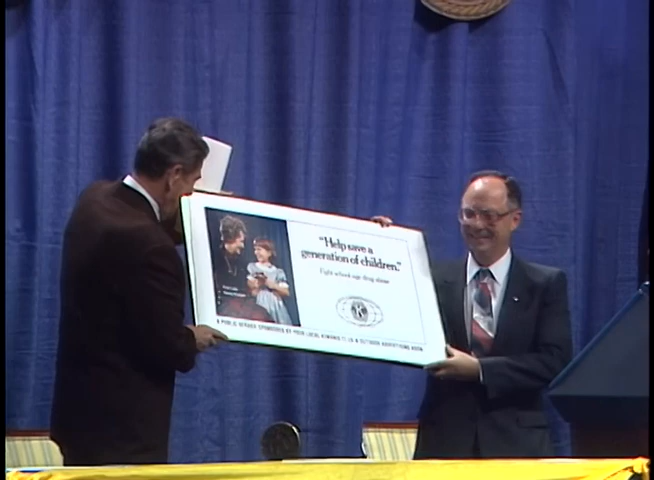 "Help save a
generation of children."
Fight school-age drug abuse
K
A PUBLIC SERVICE SPONSORED BY YOUR LOCAL KIWANIS CLUB & OUTDOOR ADVERTISING ASSN